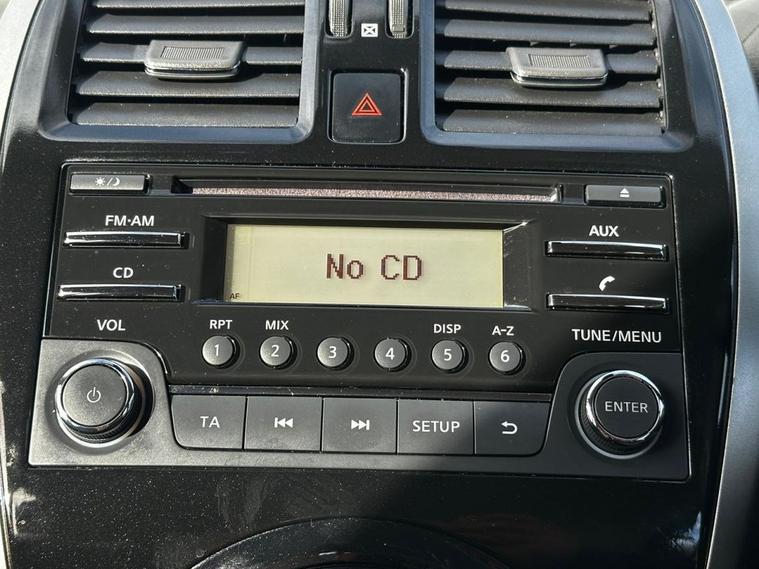 FM·AM
AUX
No CD
CD
AF
VOL
RPT
MIX
DISP
A-Z
TUNE/MENU
1
2
3
4
5
6
TA
SETUP
ENTER